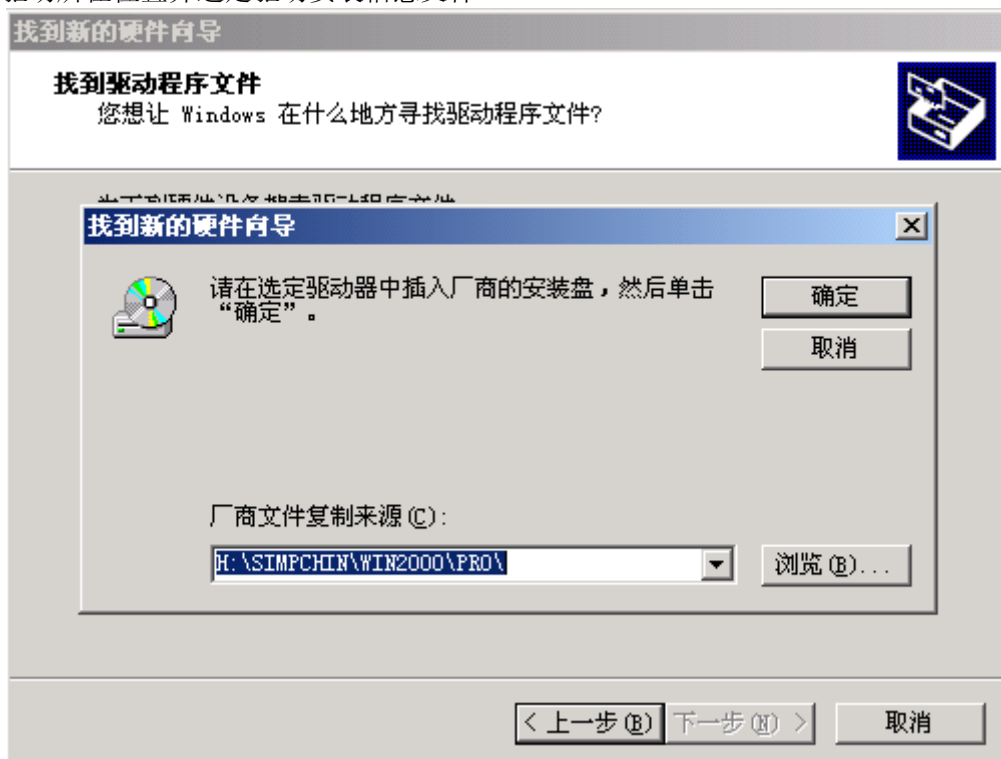 找到新的硬件向导
找到驱动程序文件
您想让 Windows 在什么地方寻找驱动程序文件?
找到新的硬件向导
请在选定驱动器中插入厂商的安装盘，然后单击
“确定”。
确定
取消
厂商文件复制来源(C):
H:\SIMPCHIN\WIN2000\PRO\
浏览(B)...
< 上一步(B)
下一步(N) >
取消